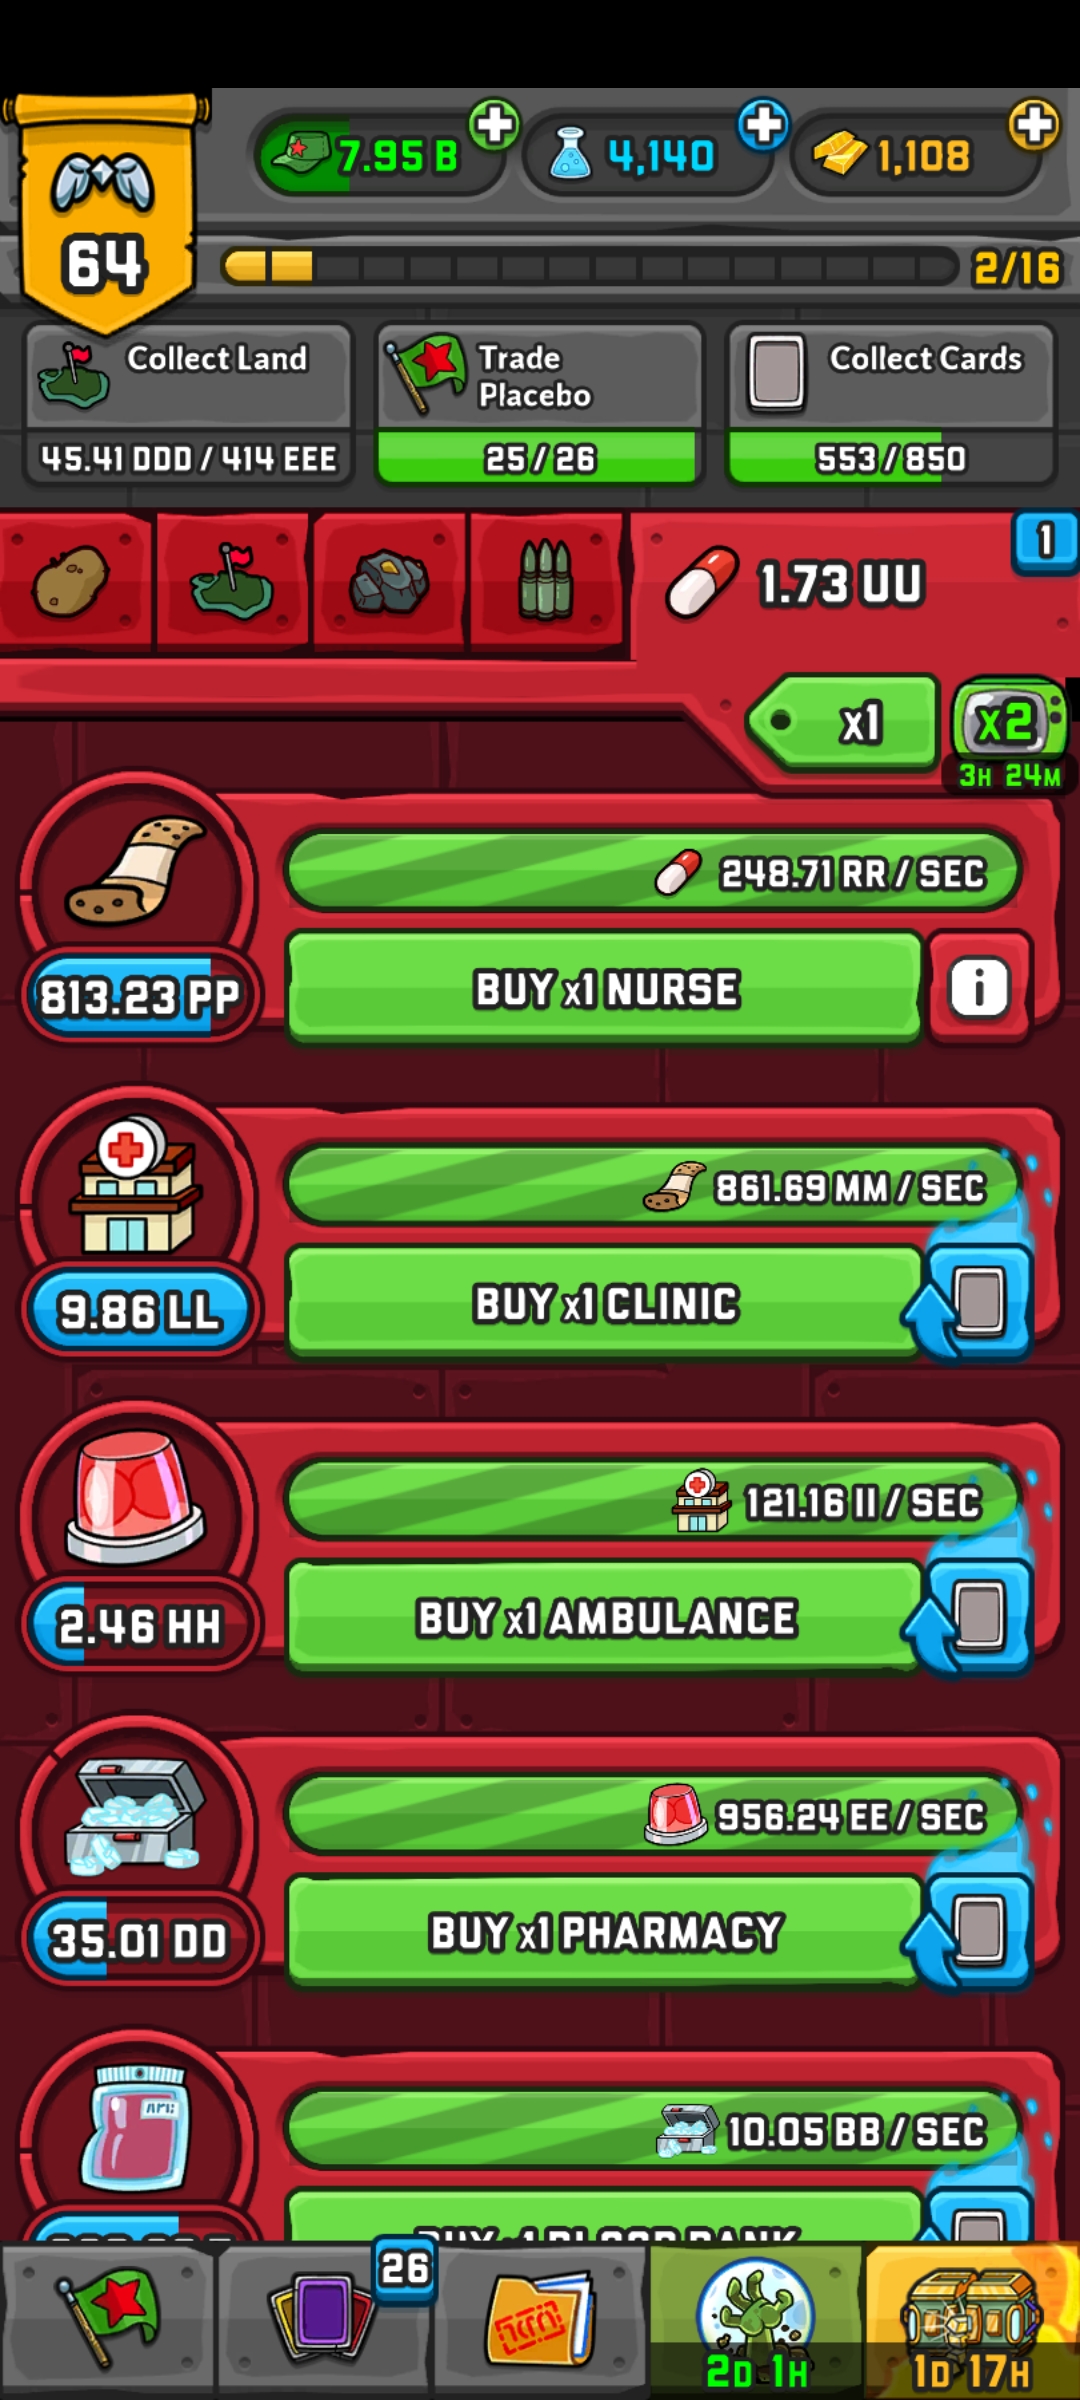 7.95 B
4,140
1,108
64
2/16
Collect Land
45.41 DDD / 414 EEE
Trade
Placebo
25/26
Collect Cards
553/850
1.73 UU
1
x1
x2
3H 24M
248.71 RR / SEC
813.23 PP
BUY x1 NURSE
i
861.69 MM / SEC
9.86 LL
BUY x1 CLINIC
121.16 II / SEC
2.46 HH
BUY x1 AMBULANCE
956.24 EE / SEC
35.01 DD
BUY x1 PHARMACY
10.05 BB / SEC
BUY x1 BLOOD BANK
26
2D 1H
1D 17H